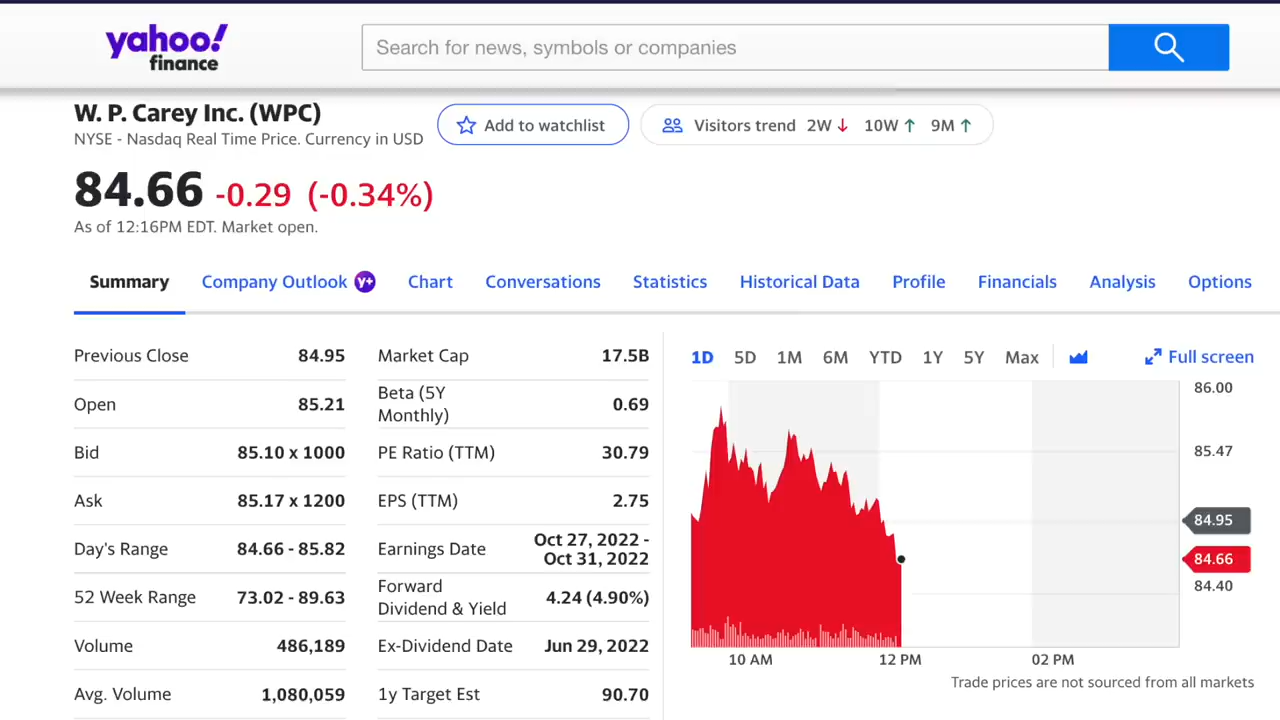 yahoo!
finance
Search for news, symbols or companies
W. P. Carey Inc. (WPC)
NYSE - Nasdaq Real Time Price. Currency in USD
Add to watchlist
Visitors trend 2W↓ 10W↑ 9M↑
84.66 -0.29 (-0.34%)
As of 12:16PM EDT. Market open.
Summary Company Outlook y+ Chart Conversations Statistics Historical Data Profile Financials Analysis Options
Previous Close 84.95
Open 85.21
Bid 85.10 x 1000
Ask 85.17 x 1200
Day's Range 84.66 - 85.82
52 Week Range 73.02 - 89.63
Volume 486,189
Avg. Volume 1,080,059
Market Cap 17.5B
Beta (5Y
Monthly) 0.69
PE Ratio (TTM) 30.79
EPS (TTM) 2.75
Earnings Date Oct 27, 2022 -
Oct 31, 2022
Forward
Dividend & Yield 4.24 (4.90%)
Ex-Dividend Date Jun 29, 2022
1y Target Est 90.70
1D 5D 1M 6M YTD 1Y 5Y Max Full screen
86.00
85.47
84.95
84.66
84.40
10 AM 12 PM 02 PM
Trade prices are not sourced from all markets